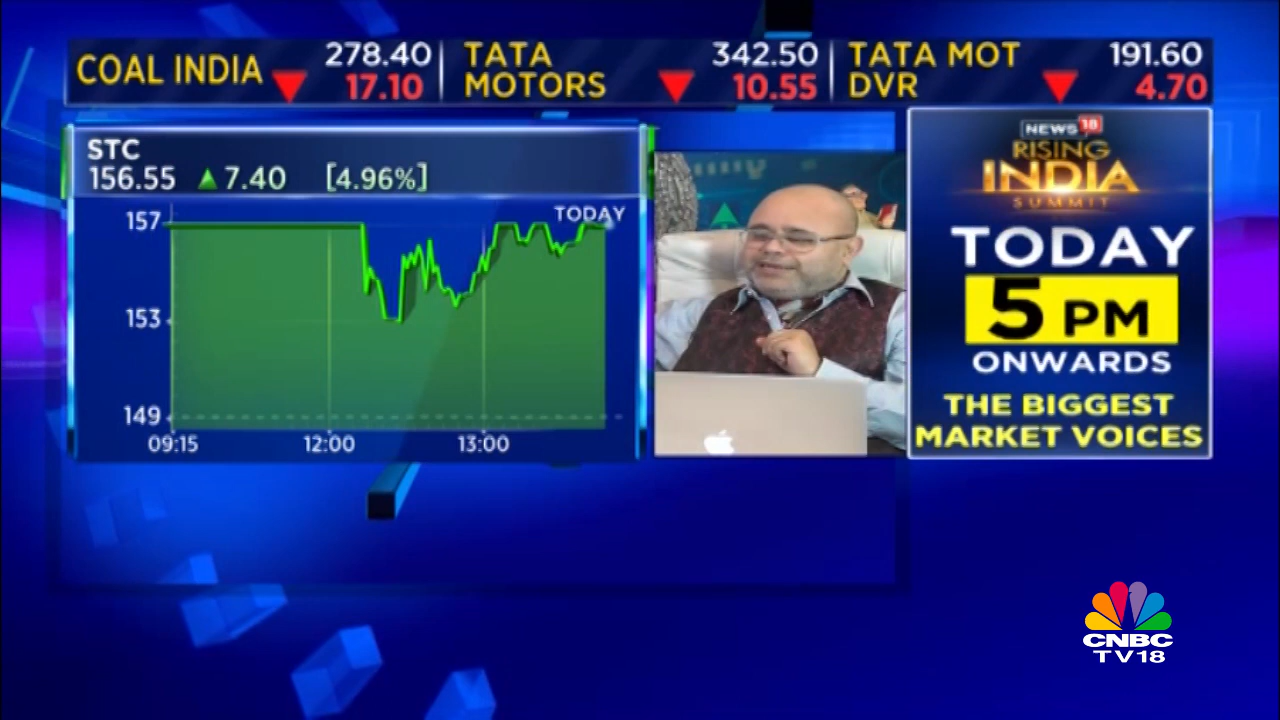 COAL INDIA 278.40
17.10
TATA MOTORS 342.50
10.55
TATA MOT DVR 191.60
4.70
STC
156.55 7.40 [4.96%]
TODAY
157
153
149
09:15 12:00 13:00
NEWS18
RISING
INDIA
SUMMIT
TODAY
5 PM
ONWARDS
THE BIGGEST
MARKET VOICES
CNBC
TV18